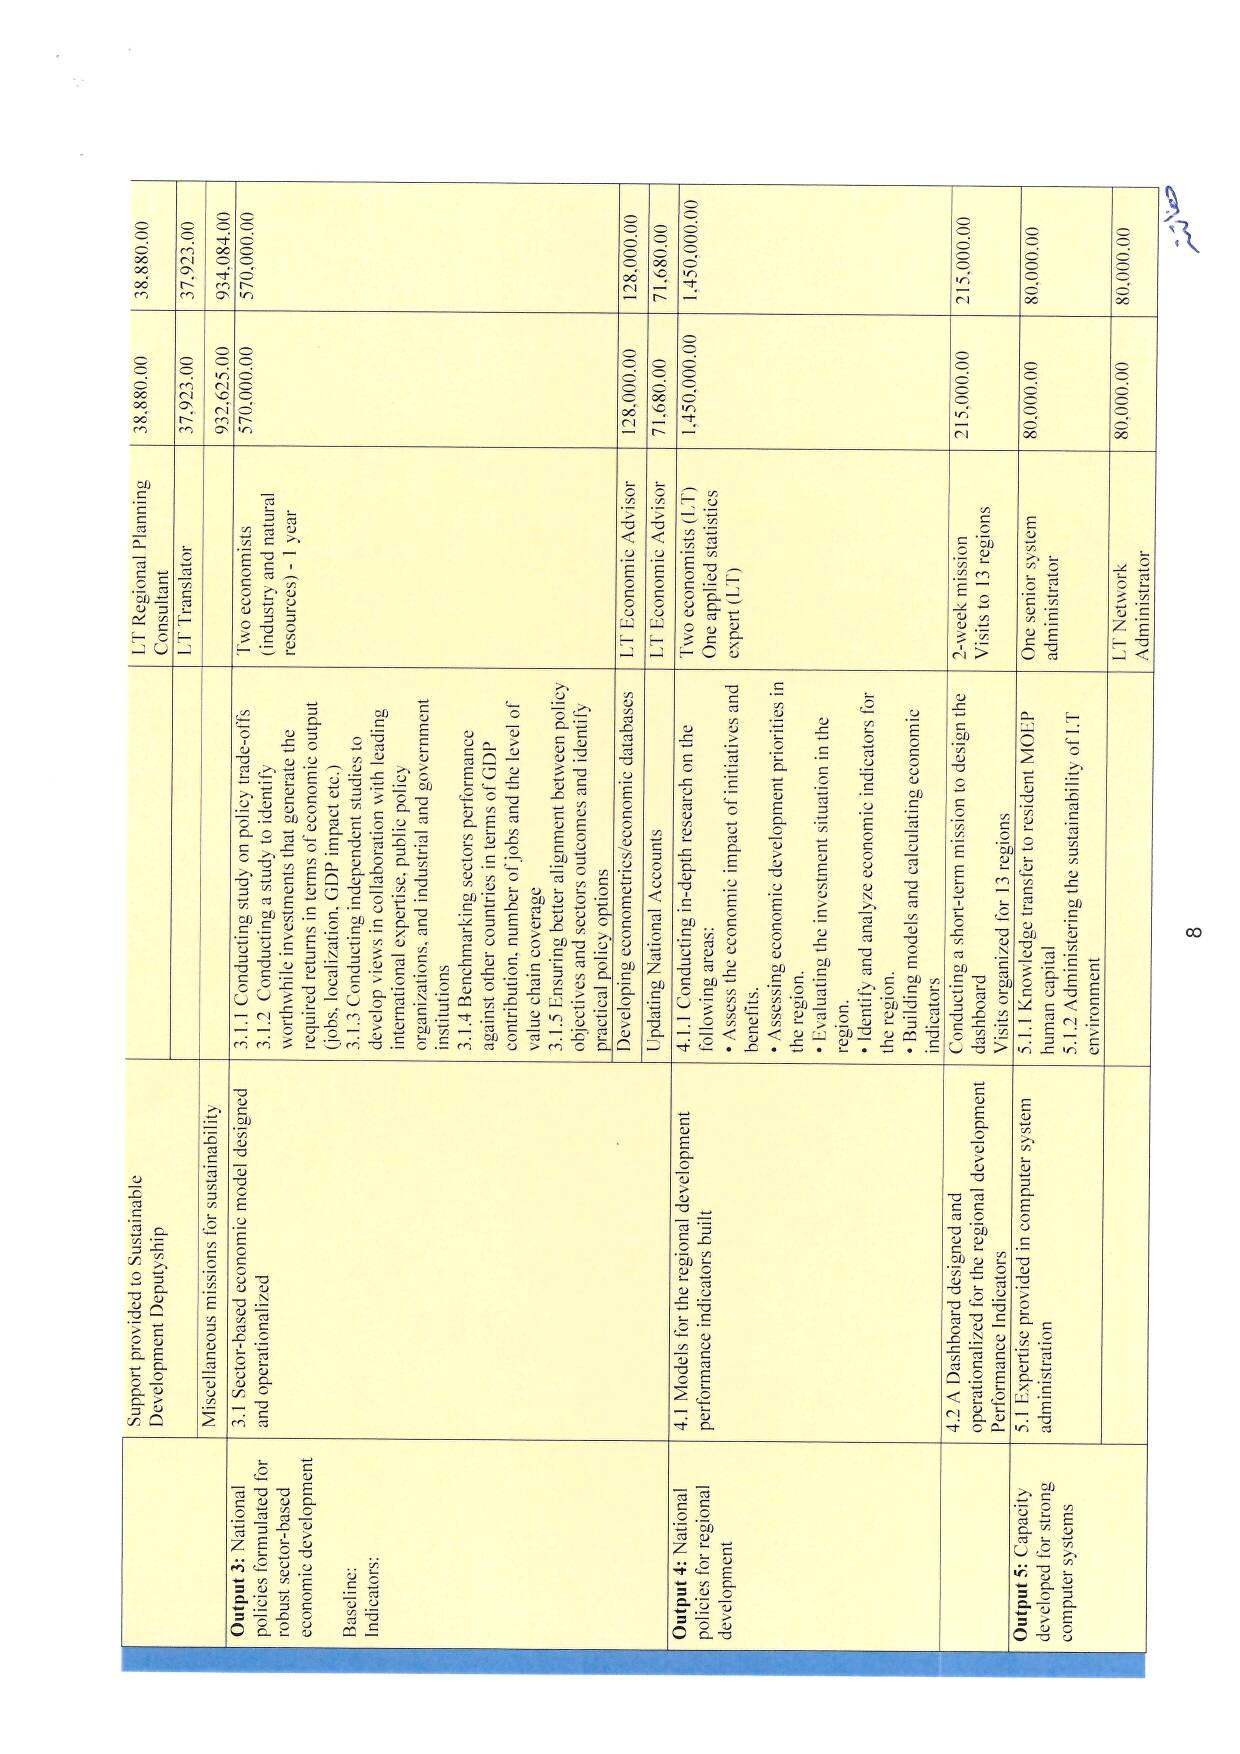 Support provided to Sustainable
Development Deputyship
LT Regional Planning
Consultant
38,880.00
38,880.00
LT Translator
37,923.00
37,923.00
Miscellaneous missions for sustainability
932,625.00
934,084.00
Output 3: National
policies formulated for
robust sector-based
economic development
Baseline:
Indicators:
3.1 Sector-based economic model designed
and operationalized
3.1.1 Conducting study on policy trade-offs
3.1.2 Conducting a study to identify
worthwhile investments that generate the
required returns in terms of economic output
(jobs, localization, GDP impact etc.)
3.1.3 Conducting independent studies to
develop views in collaboration with leading
international expertise, public policy
organizations, and industrial and government
institutions
3.1.4 Benchmarking sectors performance
against other countries in terms of GDP
contribution, number of jobs and the level of
value chain coverage
3.1.5 Ensuring better alignment between policy
objectives and sectors outcomes and identify
practical policy options
Two economists
(industry and natural
resources) - 1 year
570,000.00
570,000.00
Developing econometrics/economic databases
LT Economic Advisor
128,000.00
128,000.00
Updating National Accounts
LT Economic Advisor
71,680.00
71,680.00
Output 4: National
policies for regional
development
4.1 Models for the regional development
performance indicators built
4.1.1 Conducting in-depth research on the
following areas:
• Assess the economic impact of initiatives and
benefits.
• Assessing economic development priorities in
the region.
• Evaluating the investment situation in the
region.
• Identify and analyze economic indicators for
the region.
• Building models and calculating economic
indicators
Two economists (LT)
One applied statistics
expert (LT)
1,450,000.00
1,450,000.00
4.2 A Dashboard designed and
operationalized for the regional development
Performance Indicators
Conducting a short-term mission to design the
dashboard
Visits organized for 13 regions
2-week mission
Visits to 13 regions
215,000.00
215,000.00
Output 5: Capacity
developed for strong
computer systems
5.1 Expertise provided in computer system
administration
5.1.1 Knowledge transfer to resident MOEP
human capital
5.1.2 Administering the sustainability of I.T
environment
One senior system
administrator
80,000.00
80,000.00
LT Network
Administrator
80,000.00
80,000.00
8